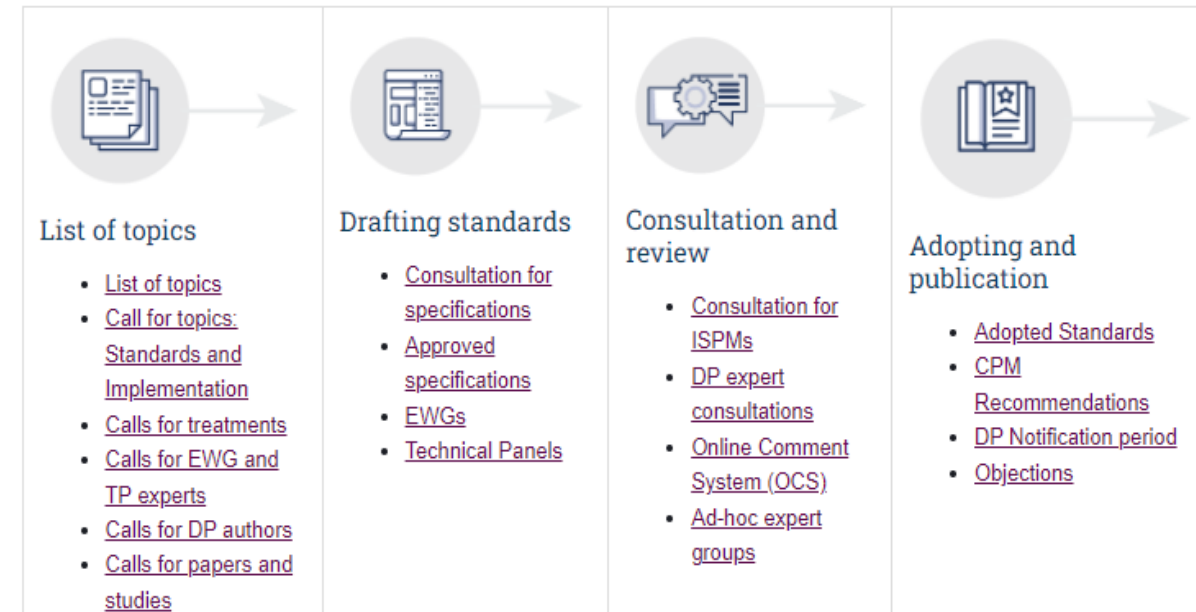 List of topics
List of topics
Call for topics:
Standards and
Implementation
Calls for treatments
Calls for EWG and
TP experts
Calls for DP authors
Calls for papers and
studies
Drafting standards
Consultation for
specifications
Approved
specifications
EWGs
Technical Panels
Consultation and
review
Consultation for
ISPMs
DP expert
consultations
Online Comment
System (OCS)
Ad-hoc expert
groups
Adopting and
publication
Adopted Standards
CPM
Recommendations
DP Notification period
Objections